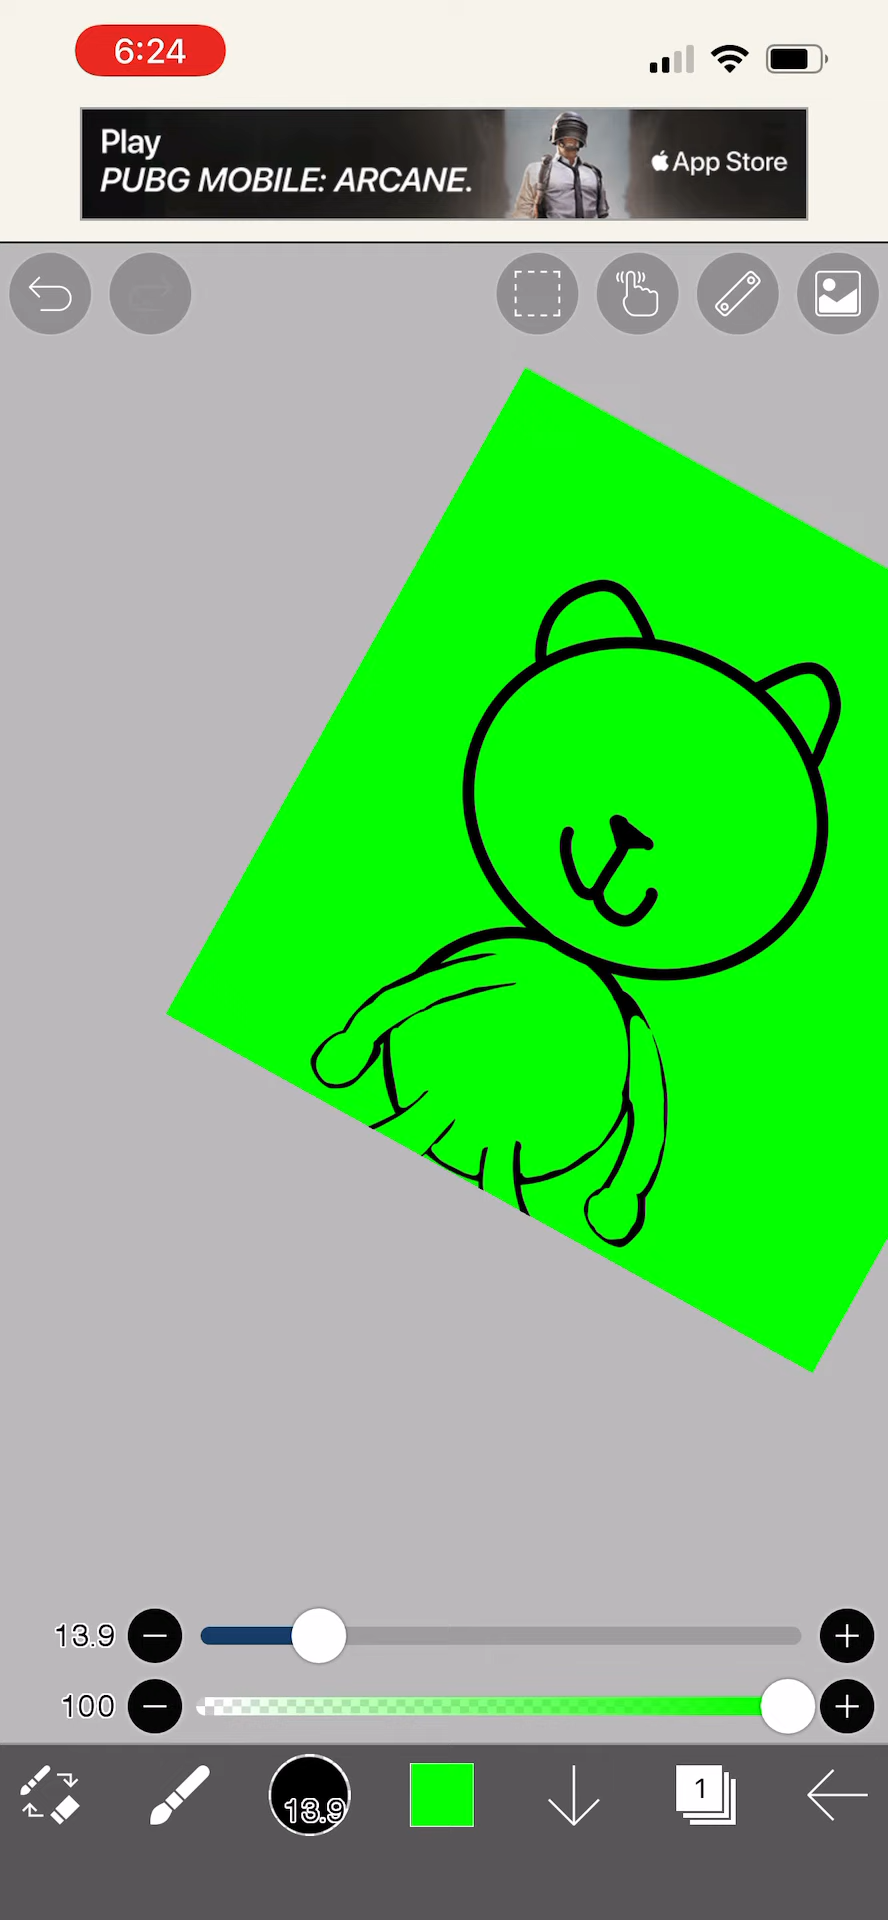 6:24
Play
PUBG MOBILE: ARCANE.
App Store
13.9
100
13.9
1